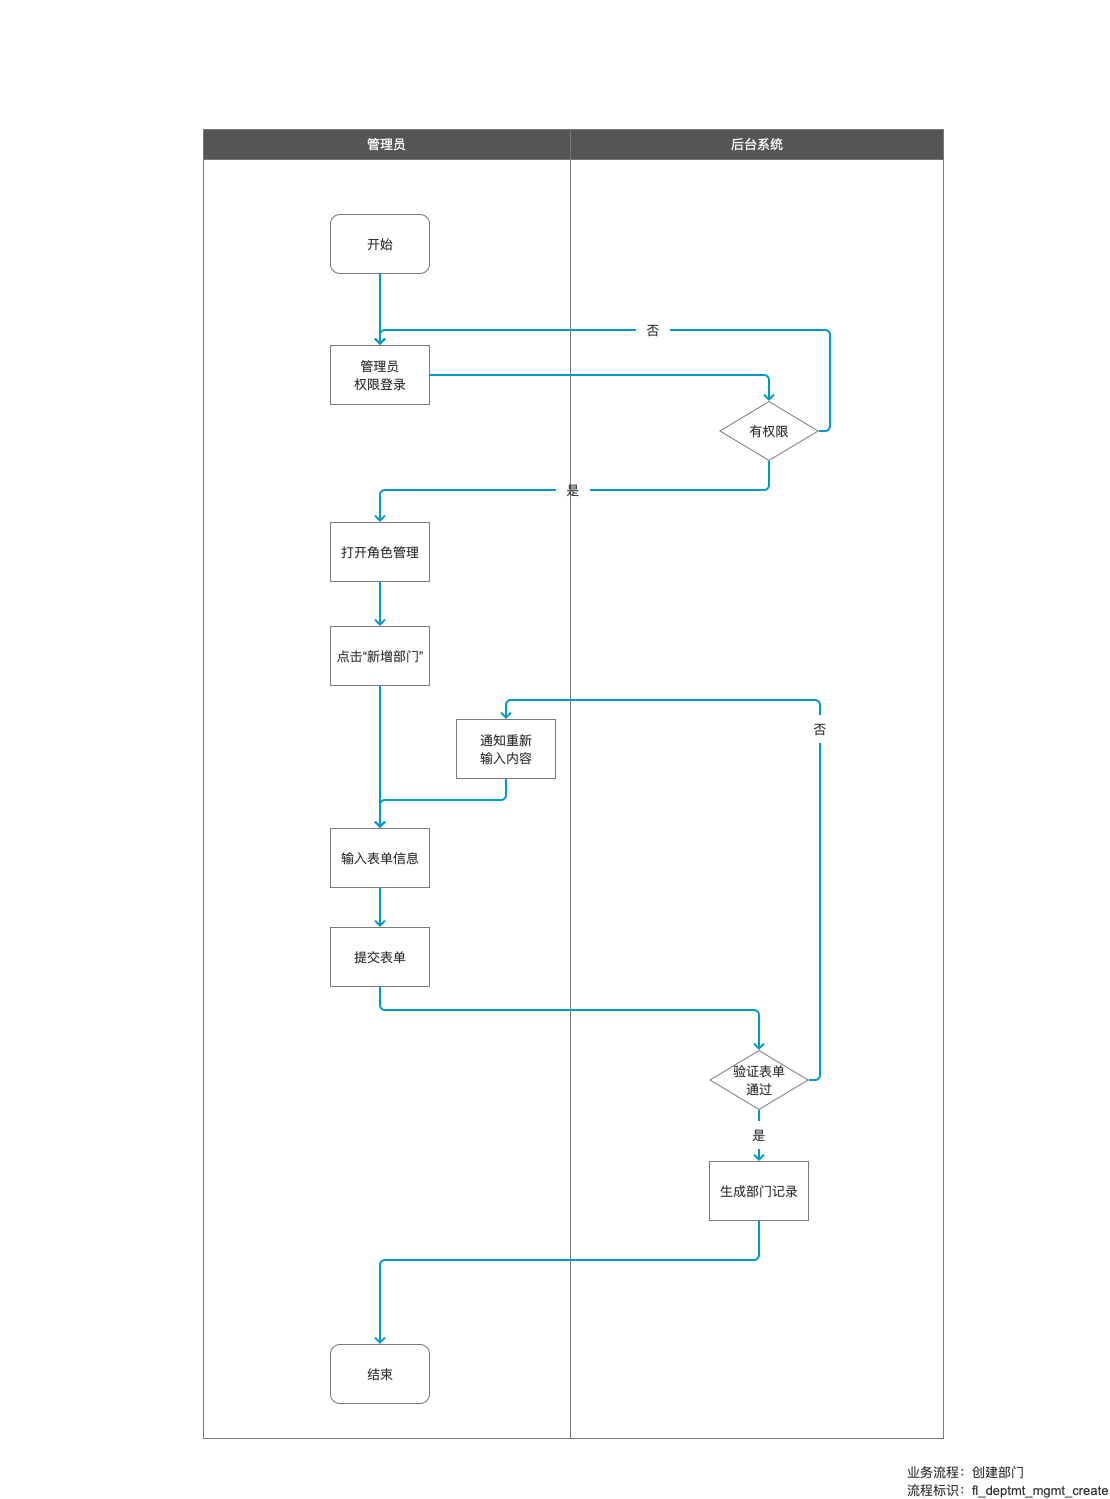 管理员
后台系统
开始
否
管理员
权限登录
有权限
是
打开角色管理
点击“新增部门”
否
通知重新
输入内容
输入表单信息
提交表单
验证表单
通过
是
生成部门记录
结束
业务流程：创建部门
流程标识：fl_deptmt_mgmt_create